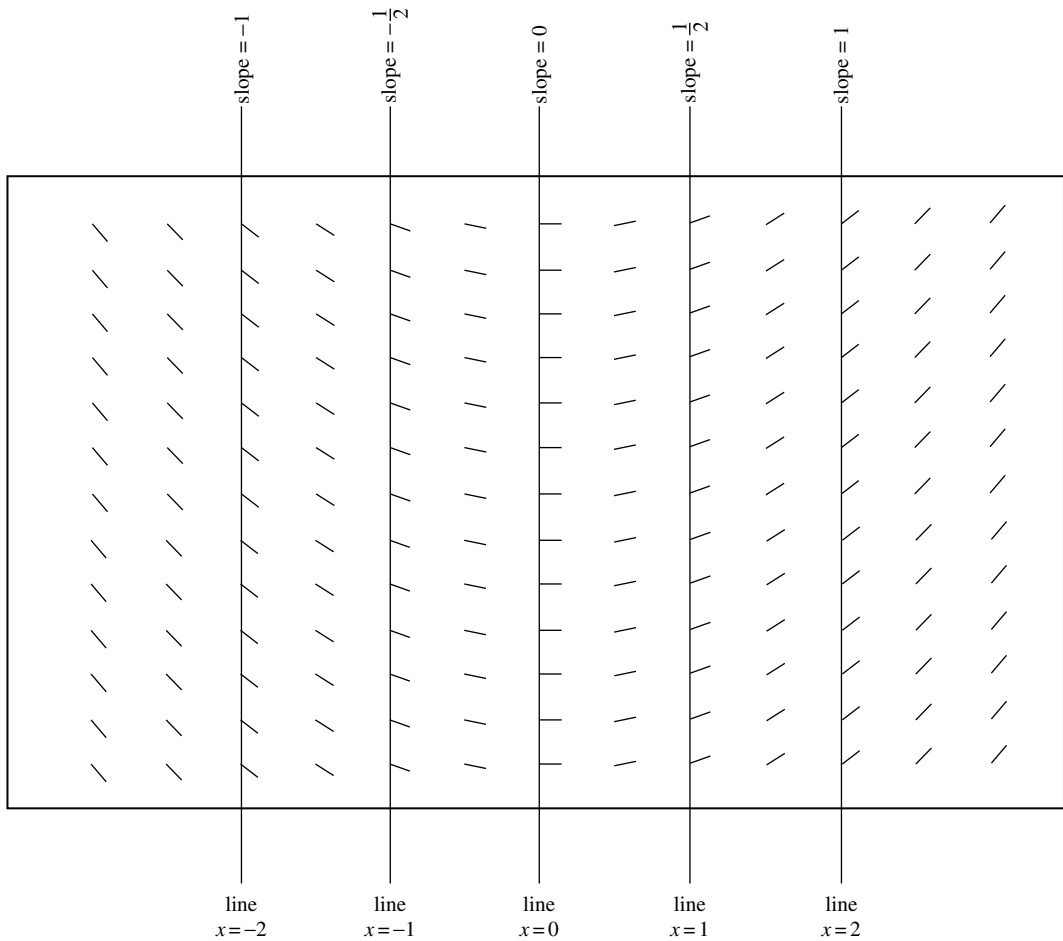 slope = −1
slope = −1/2
slope = 0
slope = 1/2
slope = 1
line
x = −2
line
x = −1
line
x = 0
line
x = 1
line
x = 2